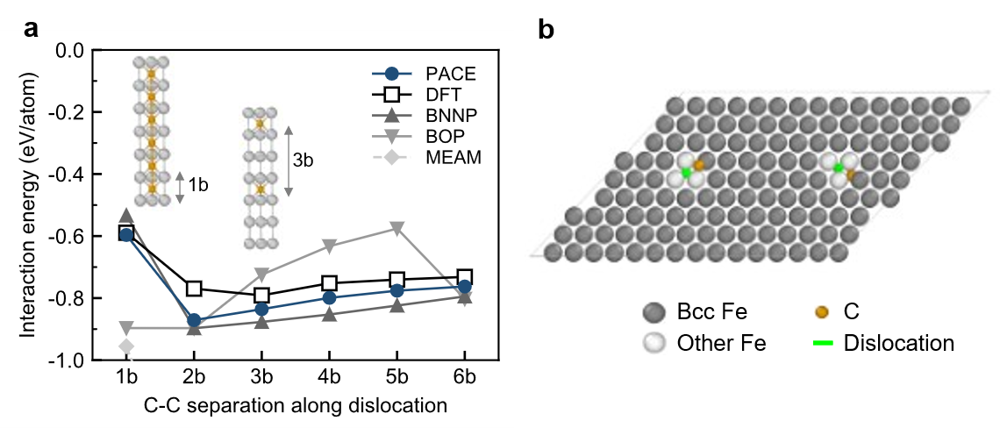 a
b
Interaction energy (eV/atom)
0.0
-0.2
-0.4
-0.6
-0.8
-1.0
1b
3b
PACE
DFT
BNNP
BOP
MEAM
1b 2b 3b 4b 5b 6b
C-C separation along dislocation
Bcc Fe
C
Other Fe
Dislocation